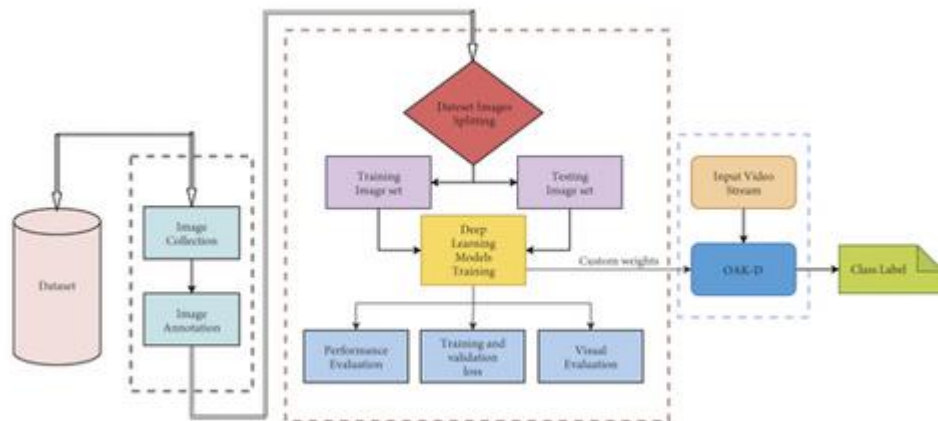 Dateset Images
Splitting
Training
Image set
Testing
Image set
Input Video
Stream
Image
Collection
Deep
Learning
Models
Training
Custom weights
OAK-D
Class Label
Dataset
Image
Annotation
Performance
Evaluation
Training and
validation
loss
Visual
Evaluation